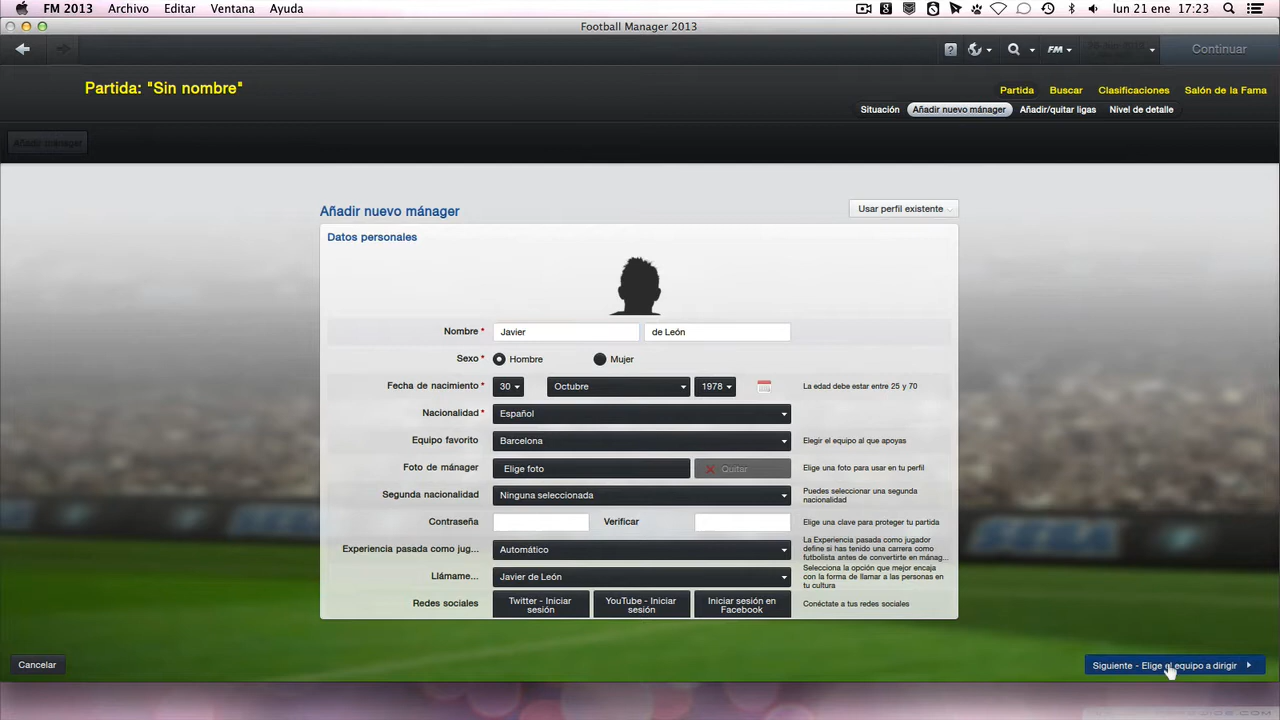 FM 2013 Archivo Editar Ventana Ayuda
lun 21 ene 17:23
Football Manager 2013
FM
Continuar
Partida: "Sin nombre"
Partida Buscar Clasificaciones Salón de la Fama
Situación Añadir nuevo mánager Añadir/quitar ligas Nivel de detalle
Añadir mánager
Añadir nuevo mánager
Usar perfil existente
Datos personales
Nombre * Javier de León
Sexo * Hombre Mujer
Fecha de nacimiento * 30 Octubre 1978 La edad debe estar entre 25 y 70
Nacionalidad * Español
Equipo favorito Barcelona Elegir el equipo al que apoyas
Foto de mánager Elige foto Quitar Elige una foto para usar en tu perfil
Segunda nacionalidad Ninguna seleccionada Puedes seleccionar una segunda
nacionalidad
Contraseña Verificar Elige una clave para proteger tu partida
Experiencia pasada como jug... Automático La Experiencia pasada como jugador
define si has tenido una carrera como
futbolista antes de convertirte en mánag...
Llámame... Javier de León Selecciona la opción que mejor encaja
con la forma de llamar a las personas en
tu cultura
Redes sociales Twitter - Iniciar sesión YouTube - Iniciar sesión Iniciar sesión en Facebook Conéctate a tus redes sociales
SEGA
Cancelar
Siguiente - Elige el equipo a dirigir